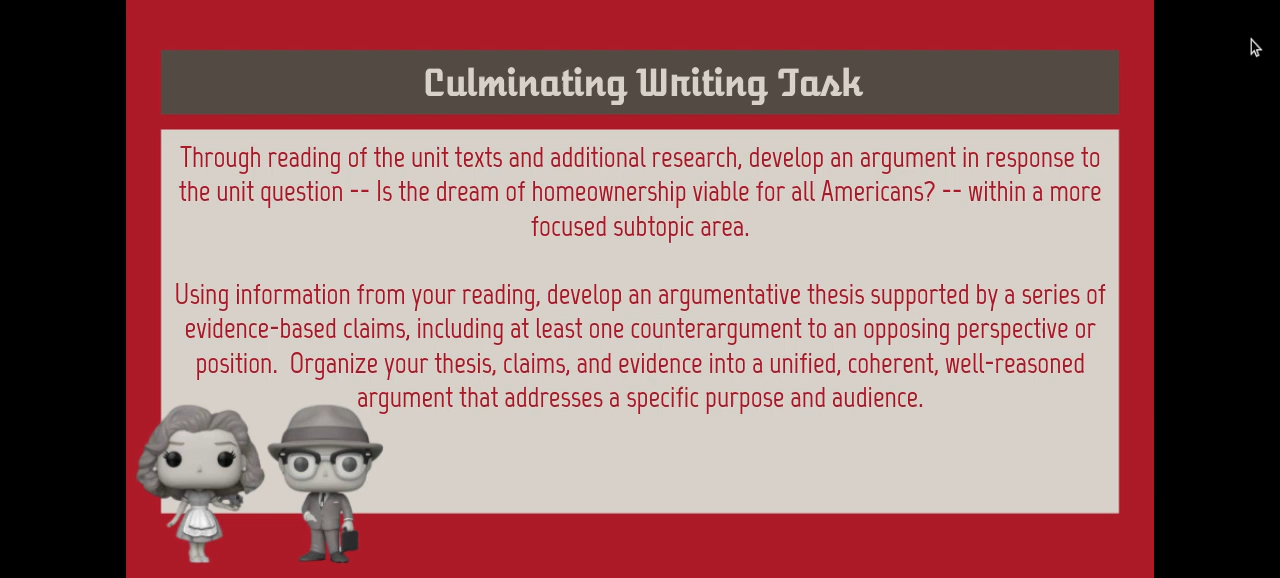 Culminating Writing Task
Through reading of the unit texts and additional research, develop an argument in response to
the unit question -- Is the dream of homeownership viable for all Americans? -- within a more
focused subtopic area.
Using information from your reading, develop an argumentative thesis supported by a series of
evidence-based claims, including at least one counterargument to an opposing perspective or
position.  Organize your thesis, claims, and evidence into a unified, coherent, well-reasoned
argument that addresses a specific purpose and audience.